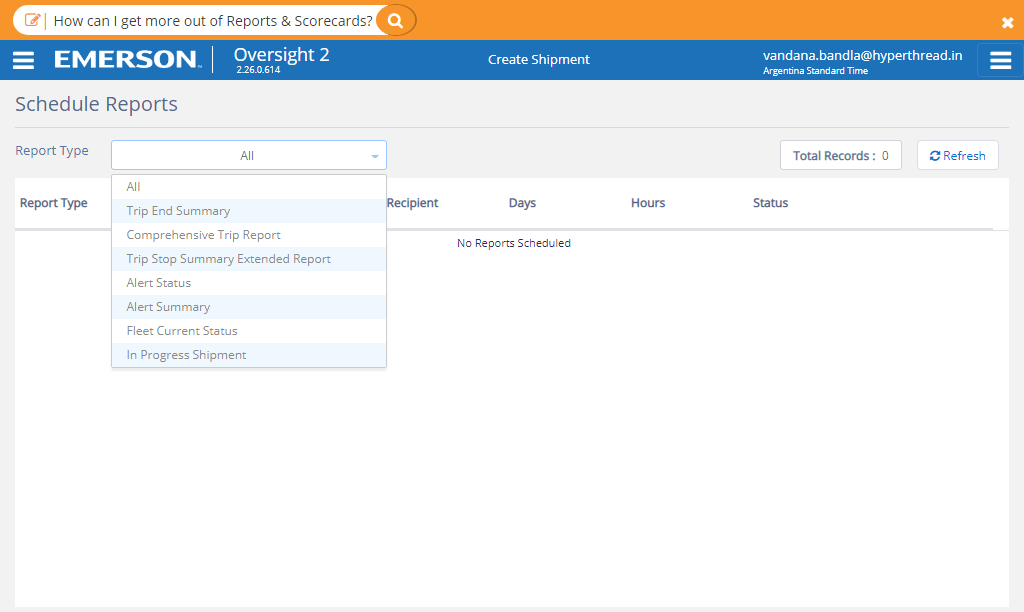 How can I get more out of Reports & Scorecards?
EMERSON
Oversight 2
2.26.0.614
Create Shipment
vandana.bandla@hyperthread.in
Argentina Standard Time
Schedule Reports
Report Type
All
Total Records : 0
Refresh
Report Type
Recipient
Days
Hours
Status
No Reports Scheduled
All
Trip End Summary
Comprehensive Trip Report
Trip Stop Summary Extended Report
Alert Status
Alert Summary
Fleet Current Status
In Progress Shipment